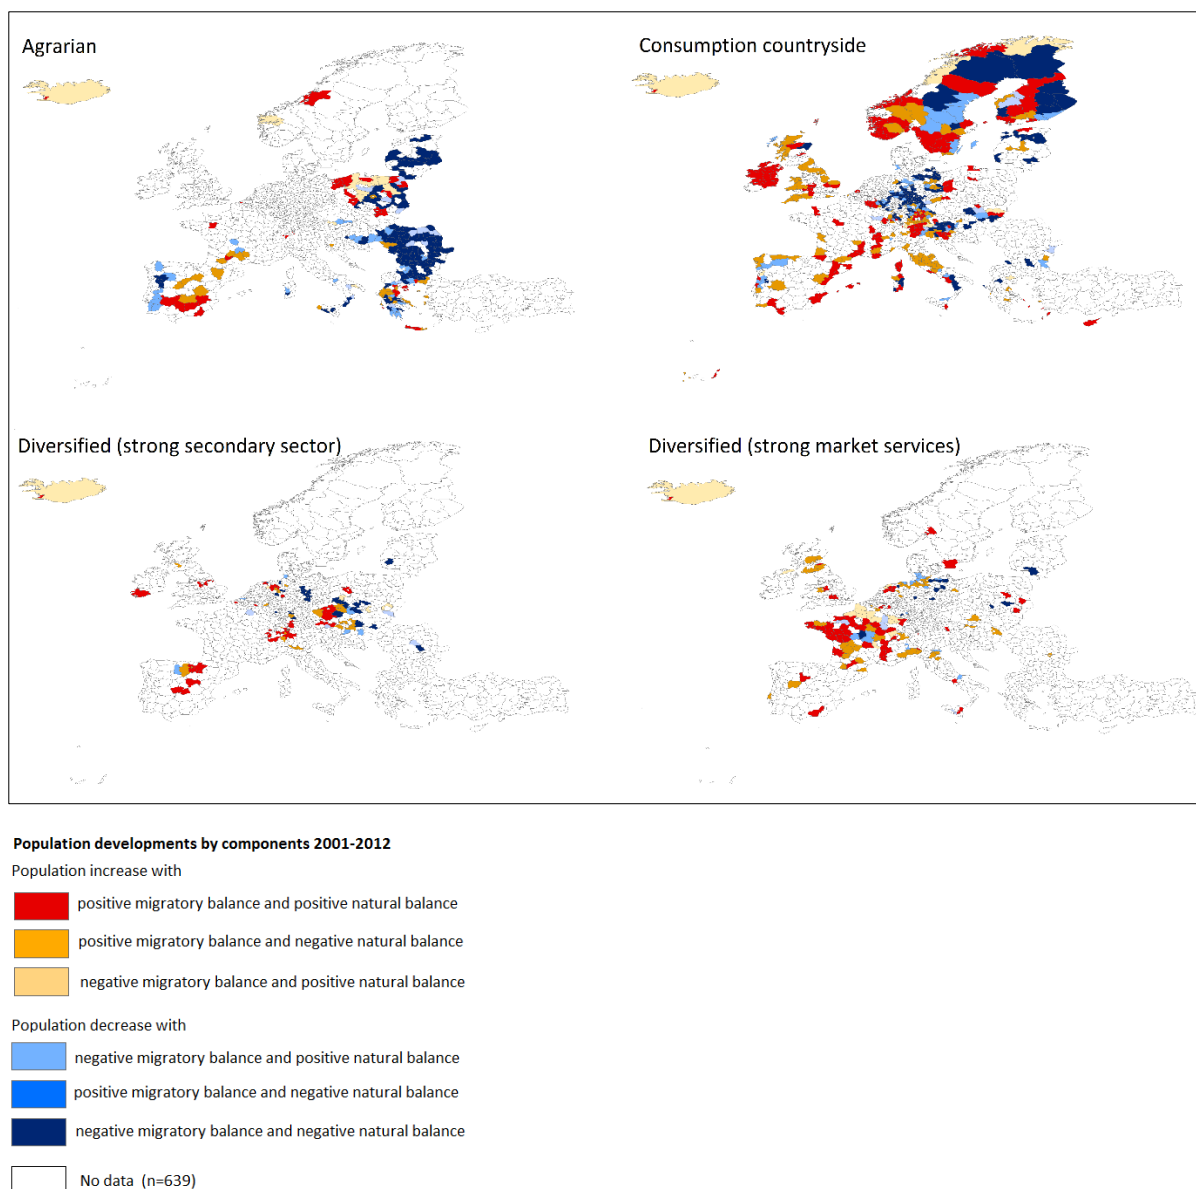 Agrarian
Consumption countryside
Diversified (strong secondary sector)
Diversified (strong market services)
Population developments by components 2001-2012
Population increase with
positive migratory balance and positive natural balance
positive migratory balance and negative natural balance
negative migratory balance and positive natural balance
Population decrease with
negative migratory balance and positive natural balance
positive migratory balance and negative natural balance
negative migratory balance and negative natural balance
No data (n=639)